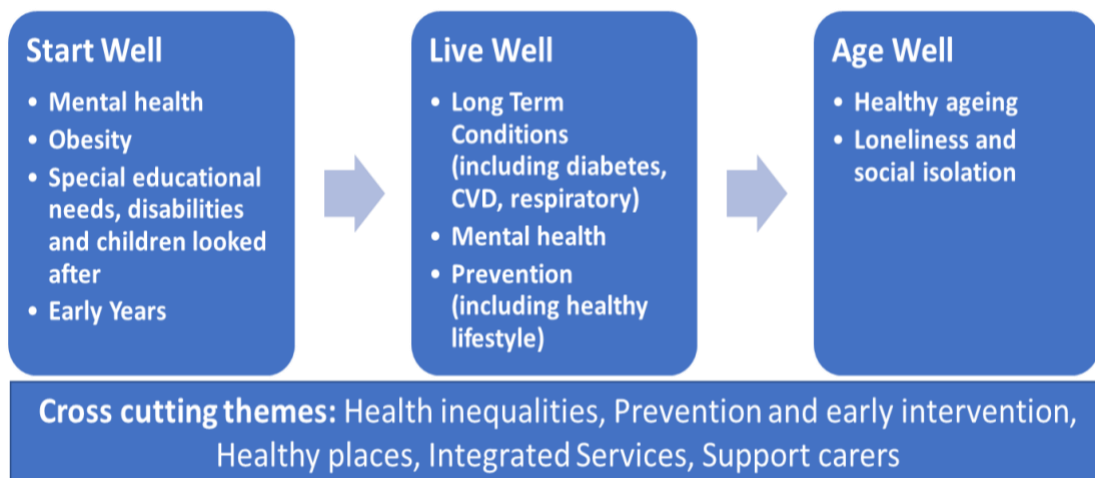 Start Well
• Mental health
• Obesity
• Special educational
needs, disabilities
and children looked
after
• Early Years
Live Well
• Long Term
Conditions
(including diabetes,
CVD, respiratory)
• Mental health
• Prevention
(including healthy
lifestyle)
Age Well
• Healthy ageing
• Loneliness and
social isolation
Cross cutting themes: Health inequalities, Prevention and early intervention,
Healthy places, Integrated Services, Support carers